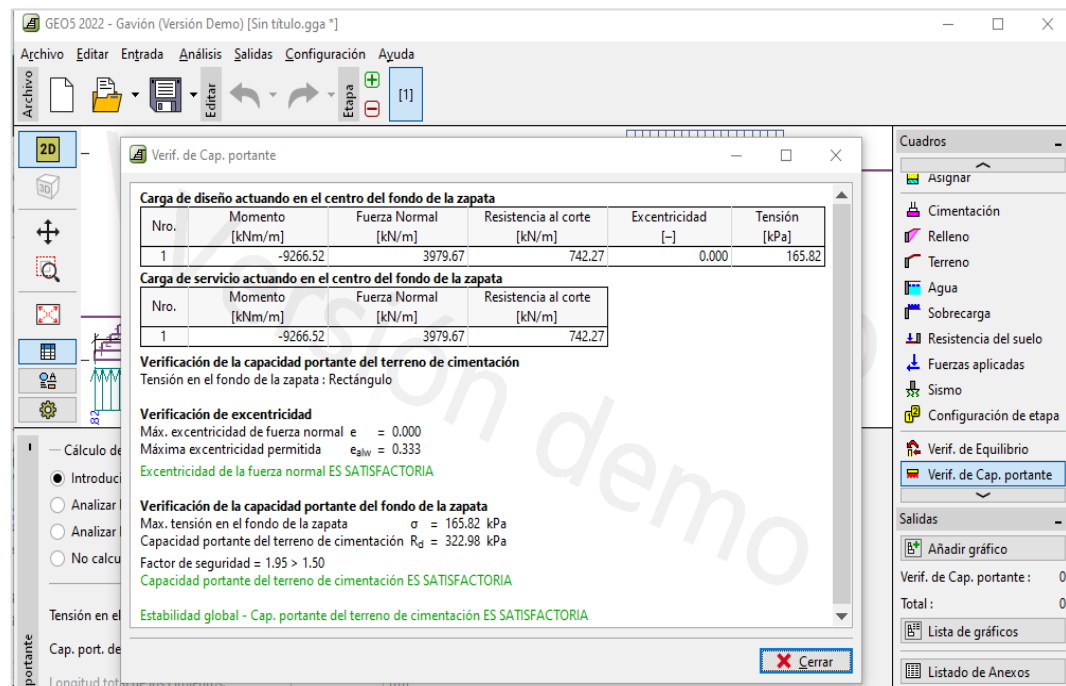 GEO5 2022 - Gavión (Versión Demo) [Sin título.gga *]
Archivo Editar Entrada Análisis Salidas Configuración Ayuda
Archivo
Editar
Etapa
[1]
2D
3D
Verif. de Cap. portante
Carga de diseño actuando en el centro del fondo de la zapata
Nro. Momento Fuerza Normal Resistencia al corte Excentricidad Tensión
[kNm/m] [kN/m] [kN/m] [–] [kPa]
1 -9266.52 3979.67 742.27 0.000 165.82
Carga de servicio actuando en el centro del fondo de la zapata
Nro. Momento Fuerza Normal Resistencia al corte
[kNm/m] [kN/m] [kN/m]
1 -9266.52 3979.67 742.27
Verificación de la capacidad portante del terreno de cimentación
Tensión en el fondo de la zapata : Rectángulo
Verificación de excentricidad
Máx. excentricidad de fuerza normal e = 0.000
Máxima excentricidad permitida e_alw = 0.333
Excentricidad de la fuerza normal ES SATISFACTORIA
Verificación de la capacidad portante del fondo de la zapata
Max. tensión en el fondo de la zapata σ = 165.82 kPa
Capacidad portante del terreno de cimentación R_d = 322.98 kPa
Factor de seguridad = 1.95 > 1.50
Capacidad portante del terreno de cimentación ES SATISFACTORIA
Estabilidad global - Cap. portante del terreno de cimentación ES SATISFACTORIA
Versión demo
Cerrar
82
Cálculo de
Introduci
Analizar
Analizar
No calcu
Tensión en el
Cap. port. de
Longitud total de los cimientos:
portante
Cuadros
Asignar
Cimentación
Relleno
Terreno
Agua
Sobrecarga
Resistencia del suelo
Fuerzas aplicadas
Sismo
Configuración de etapa
Verif. de Equilibrio
Verif. de Cap. portante
Salidas
Añadir gráfico
Verif. de Cap. portante : 0
Total : 0
Lista de gráficos
Listado de Anexos